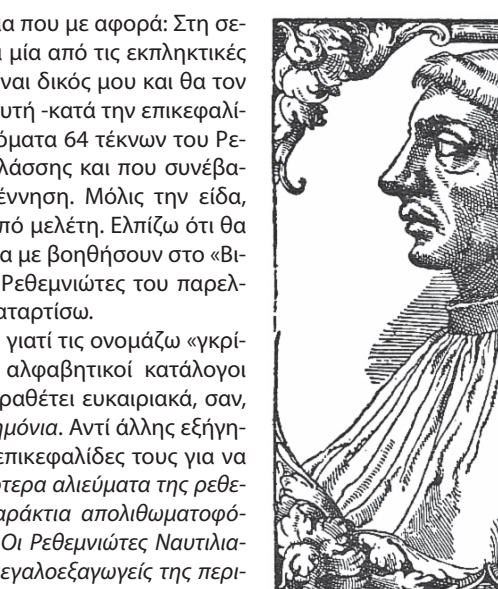 ια που με αφορά: Στη σε-
ι μία από τις εκπληκτικές
ναι δικός μου και θα τον
υτή -κατά την επικεφαλί-
όματα 64 τέκνων του Ρε-
λάσσης και που συνέβα-
έννηση. Μόλις την είδα,
πό μελέτη. Ελπίζω ότι θα
α με βοηθήσουν στο «Βι-
Ρεθεμνιώτες του παρελ-
αταρτίσω.
γιατί τις ονομάζω «γκρί-
αλφαβητικοί κατάλογοι
ραθέτει ευκαιριακά, σαν,
ημόνια. Αντί άλλης εξήγη-
επικεφαλίδες τους για να
ότερα αλιεύματα της ρεθε-
αράκτια απολιθωματοφό-
Οι Ρεθεμνιώτες Ναυτιλια-
εγαλοεξαγωγείς της περι-